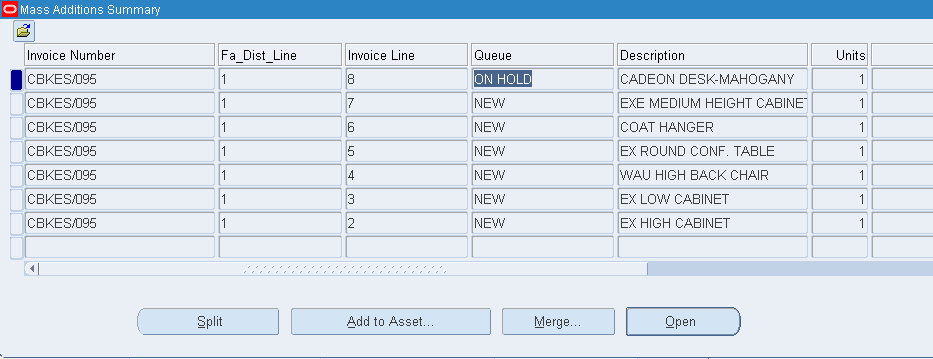 Mass Additions Summary
Invoice Number Fa_Dist_Line Invoice Line Queue Description Units
CBKES/095 1 8 ON HOLD CADEON DESK-MAHOGANY 1
CBKES/095 1 7 NEW EXE MEDIUM HEIGHT CABINET 1
CBKES/095 1 6 NEW COAT HANGER 1
CBKES/095 1 5 NEW EX ROUND CONF. TABLE 1
CBKES/095 1 4 NEW WAU HIGH BACK CHAIR 1
CBKES/095 1 3 NEW EX LOW CABINET 1
CBKES/095 1 2 NEW EX HIGH CABINET 1
Split Add to Asset... Merge... Open